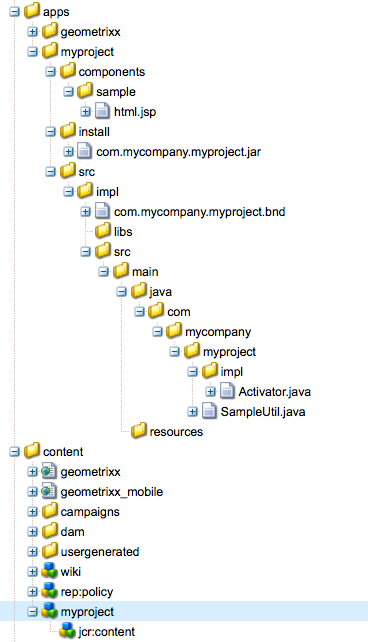 apps
geometrixx
myproject
components
sample
html.jsp
install
com.mycompany.myproject.jar
src
impl
com.mycompany.myproject.bnd
libs
src
main
java
com
mycompany
myproject
impl
Activator.java
SampleUtil.java
resources
content
geometrixx
geometrixx_mobile
campaigns
dam
usergenerated
wiki
rep:policy
myproject
jcr:content